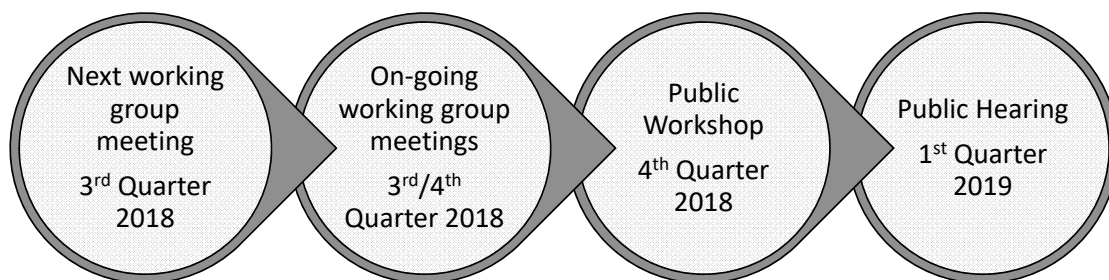 Next working
group
meeting
3rd Quarter
2018
On-going
working group
meetings
3rd/4th
Quarter 2018
Public
Workshop
4th Quarter
2018
Public Hearing
1st Quarter
2019